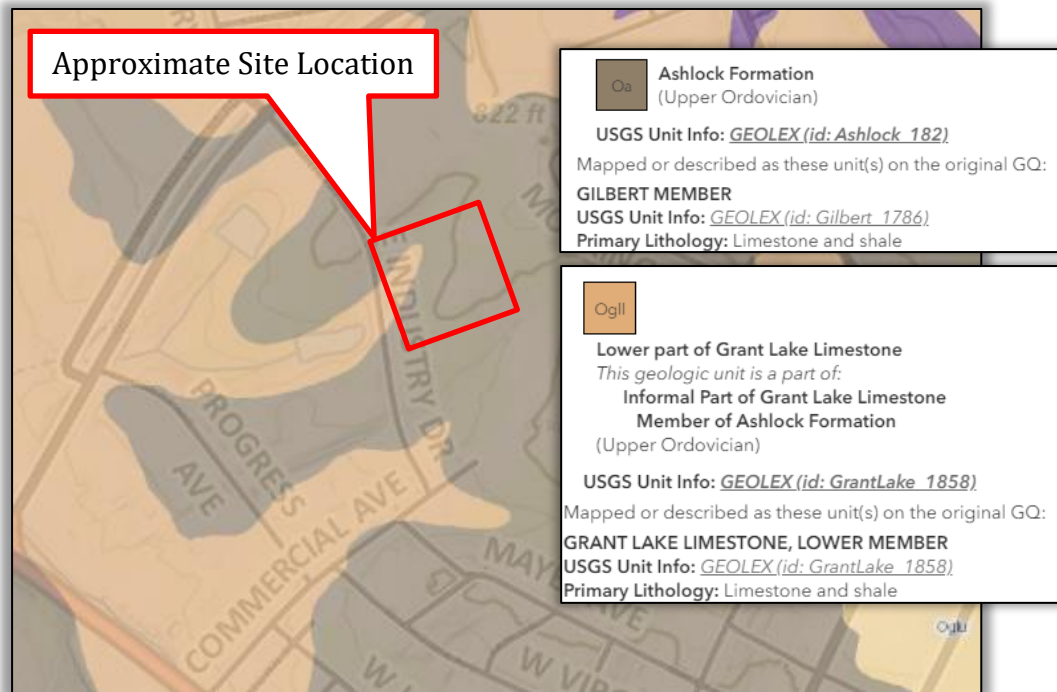 Approximate Site Location
822 ft
Oa
Ashlock Formation
(Upper Ordovician)
USGS Unit Info: GEOLEX (id: Ashlock_182)
Mapped or described as these unit(s) on the original GQ:
GILBERT MEMBER
USGS Unit Info: GEOLEX (id: Gilbert_1786)
Primary Lithology: Limestone and shale
Ogll
Lower part of Grant Lake Limestone
This geologic unit is a part of:
Informal Part of Grant Lake Limestone
Member of Ashlock Formation
(Upper Ordovician)
USGS Unit Info: GEOLEX (id: GrantLake_1858)
Mapped or described as these unit(s) on the original GQ:
GRANT LAKE LIMESTONE, LOWER MEMBER
USGS Unit Info: GEOLEX (id: GrantLake_1858)
Primary Lithology: Limestone and shale
E INDUSTRY DR
PROGRESS
AVE
COMMERCIAL AVE
AVE
Oglu